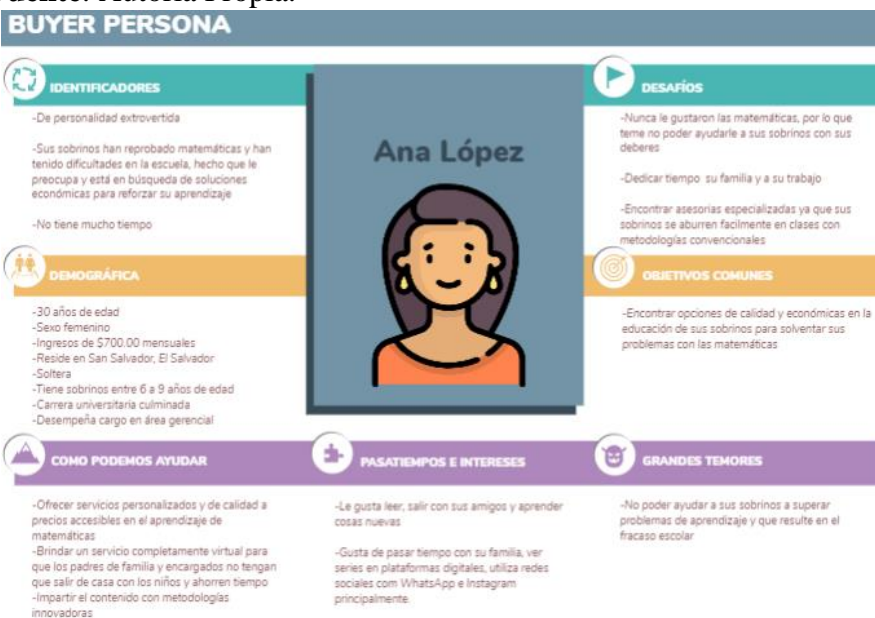 BUYER PERSONA
IDENTIFICADORES
-De personalidad extrovertida
-Sus sobrinos han reprobado matemáticas y han
tenido dificultades en la escuela, hecho que le
preocupa y está en búsqueda de soluciones
económicas para reforzar su aprendizaje
-No tiene mucho tiempo
Ana López
DESAFÍOS
-Nunca le gustaron las matemáticas, por lo que
teme no poder ayudarle a sus sobrinos con sus
deberes
-Dedicar tiempo su familia y a su trabajo
-Encontrar asesorias especializadas ya que sus
sobrinos se aburren facilmente en clases con
metodologías convencionales
DEMOGRÁFICA
-30 años de edad
-Sexo femenino
-Ingresos de $700.00 mensuales
-Reside en San Salvador, El Salvador
-Soltera
-Tiene sobrinos entre 6 a 9 años de edad
-Carrera universitaria culminada
-Desempeña cargo en área gerencial
OBJETIVOS COMUNES
-Encontrar opciones de calidad y económicas en la
educación de sus sobrinos para solventar sus
problemas con las matemáticas
COMO PODEMOS AYUDAR
-Ofrecer servicios personalizados y de calidad a
precios accesibles en el aprendizaje de
matemáticas
-Brindar un servicio completamente virtual para
que los padres de familia y encargados no tengan
que salir de casa con los niños y ahorren tiempo
-Impartir el contenido con metodologías
innovadoras
PASATIEMPOS E INTERESES
-Le gusta leer, salir con sus amigos y aprender
cosas nuevas
-Gusta de pasar tiempo con su familia, ver
series en plataformas digitales, utiliza redes
sociales com WhatsApp e Instagram
principalmente.
GRANDES TEMORES
-No poder ayudar a sus sobrinos a superar
problemas de aprendizaje y que resulte en el
fracaso escolar